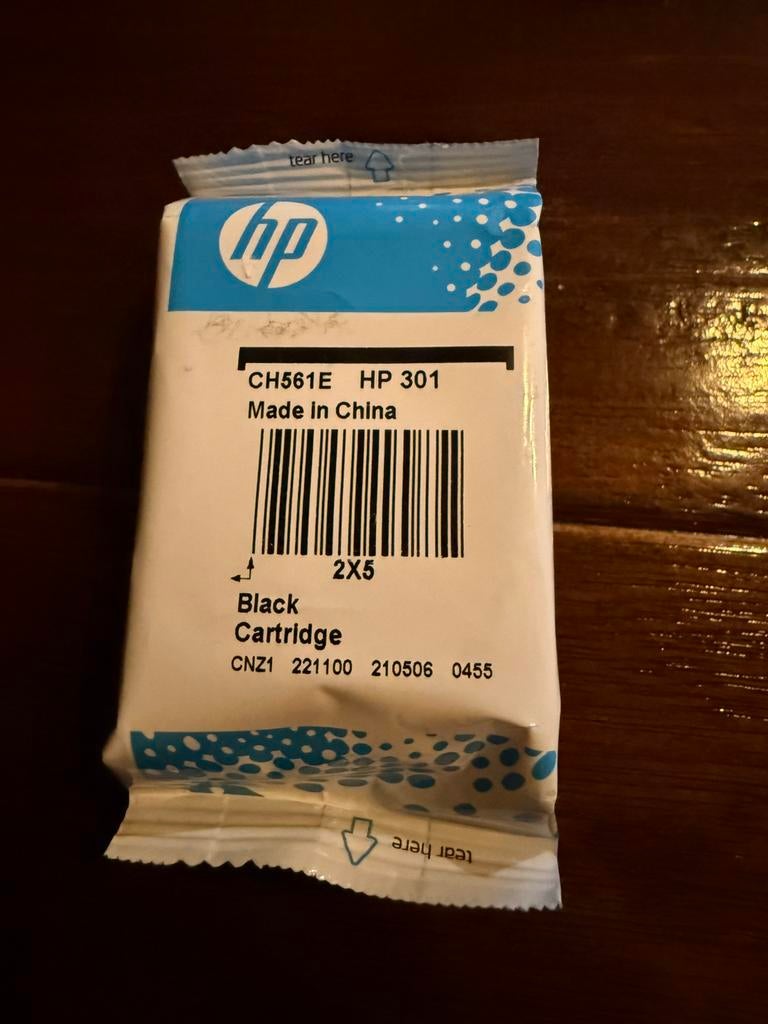 tear here
hp
CH561E HP 301
Made in China
2X5
Black
Cartridge
CNZ1 221100 210506 0455
tear here